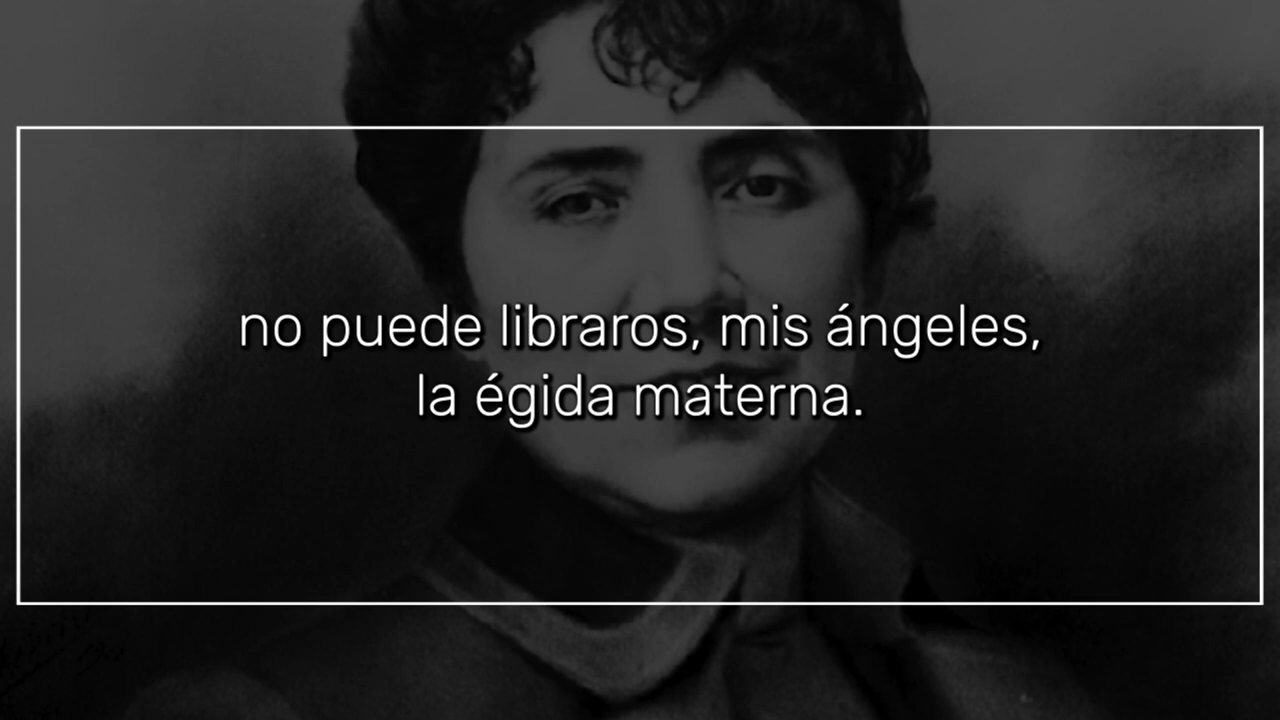 no puede libraros, mis ángeles,
la égida materna.